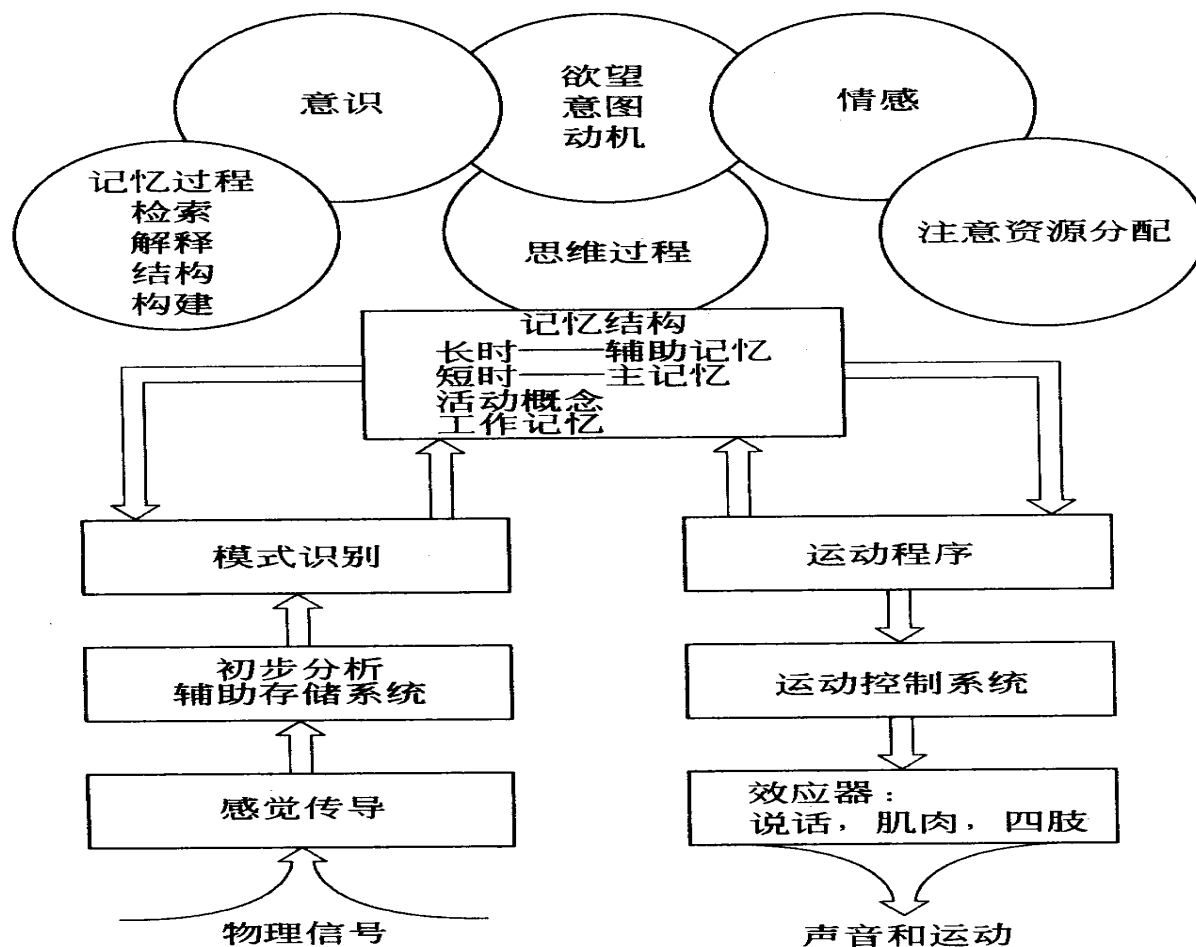 意识
欲望
意图
动机
情感
记忆过程
检索
解释
结构
构建
思维过程
注意资源分配
记忆结构
长时——辅助记忆
短时——主记忆
活动概念
工作记忆
模式识别
运动程序
初步分析
辅助存储系统
运动控制系统
感觉传导
效应器：
说话，肌肉，四肢
物理信号
声音和运动